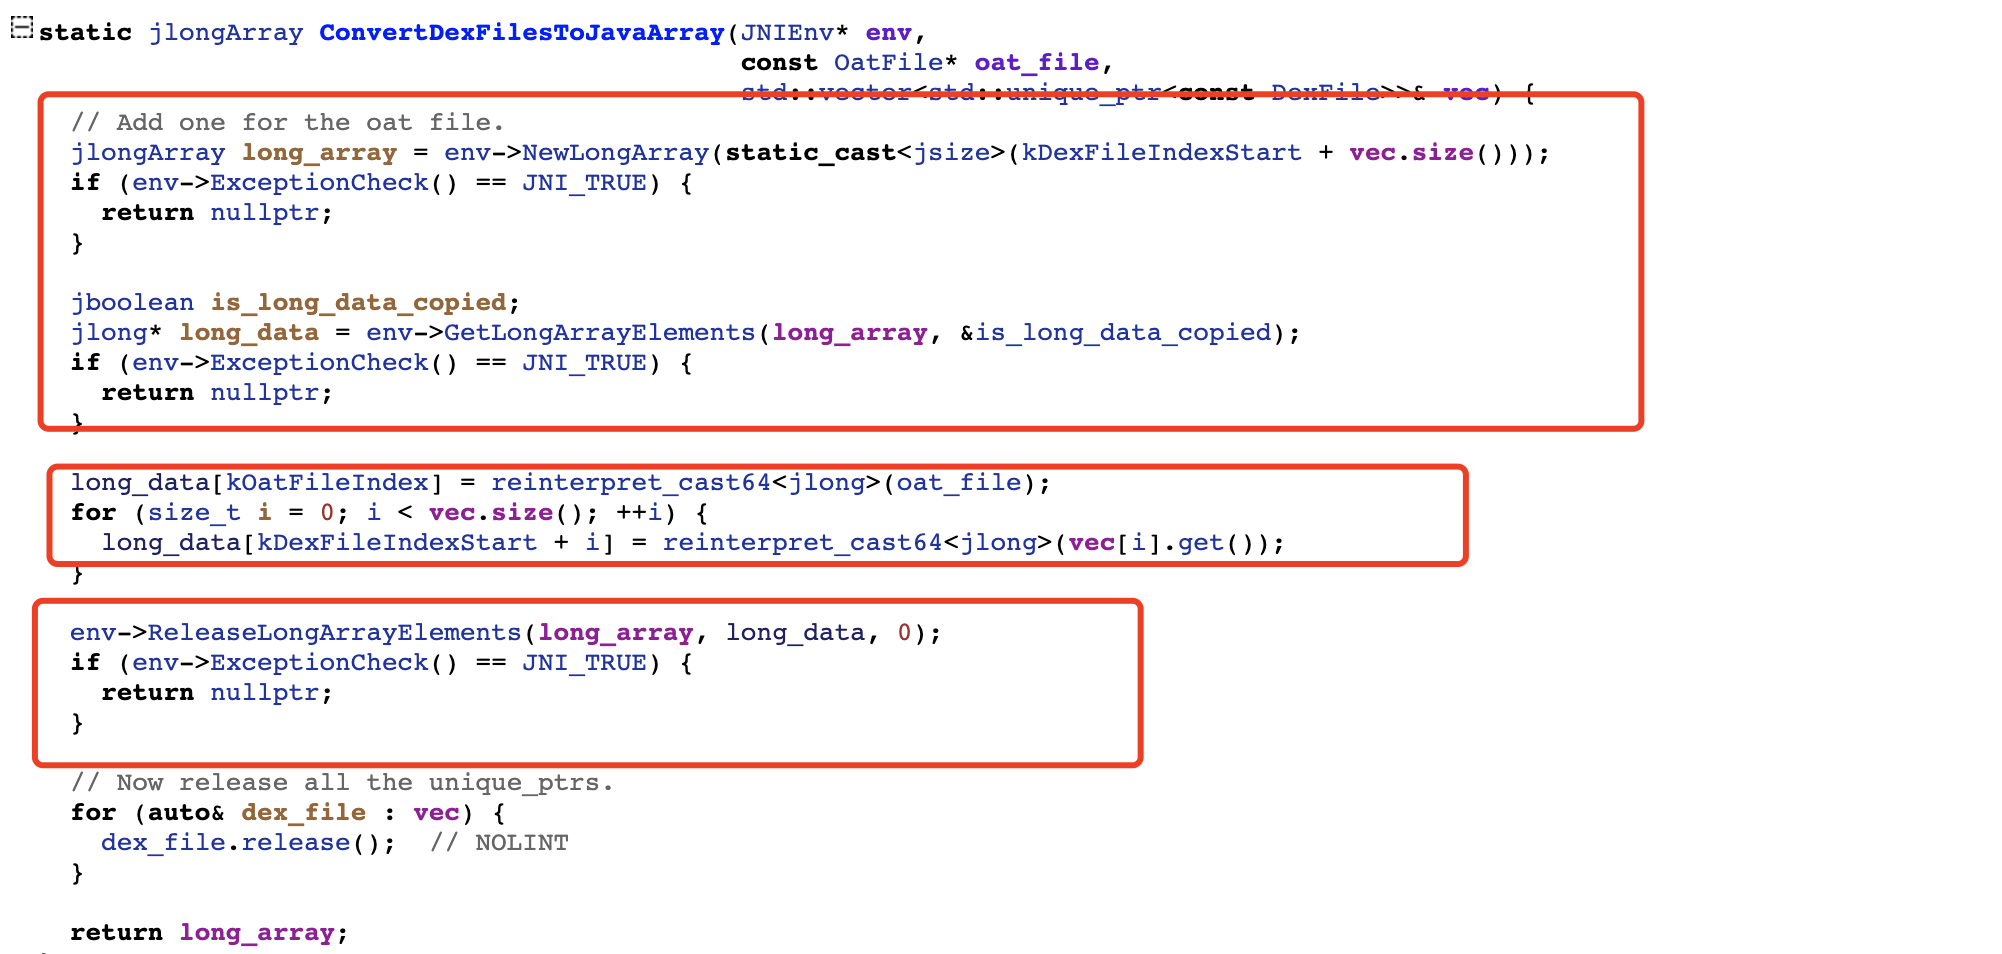 static jlongArray ConvertDexFilesToJavaArray(JNIEnv* env,
                                             const OatFile* oat_file,
                                             std::vector<std::unique_ptr<const DexFile>>& vec) {
  // Add one for the oat file.
  jlongArray long_array = env->NewLongArray(static_cast<jsize>(kDexFileIndexStart + vec.size()));
  if (env->ExceptionCheck() == JNI_TRUE) {
    return nullptr;
  }

  jboolean is_long_data_copied;
  jlong* long_data = env->GetLongArrayElements(long_array, &is_long_data_copied);
  if (env->ExceptionCheck() == JNI_TRUE) {
    return nullptr;
  }

  long_data[kOatFileIndex] = reinterpret_cast64<jlong>(oat_file);
  for (size_t i = 0; i < vec.size(); ++i) {
    long_data[kDexFileIndexStart + i] = reinterpret_cast64<jlong>(vec[i].get());
  }

  env->ReleaseLongArrayElements(long_array, long_data, 0);
  if (env->ExceptionCheck() == JNI_TRUE) {
    return nullptr;
  }

  // Now release all the unique_ptrs.
  for (auto& dex_file : vec) {
    dex_file.release();  // NOLINT
  }

  return long_array;